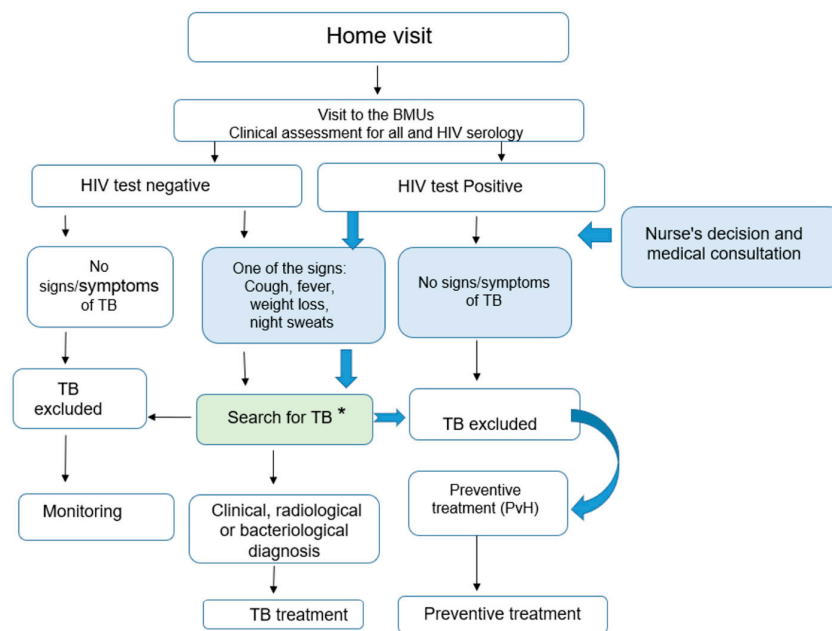 Home visit
Visit to the BMUs
Clinical assessment for all and HIV serology
HIV test negative
HIV test Positive
Nurse's decision and
medical consultation
No
signs/symptoms
of TB
One of the signs:
Cough, fever,
weight loss,
night sweats
No signs/symptoms
of TB
TB
excluded
Search for TB *
TB excluded
Monitoring
Clinical, radiological
or bacteriological
diagnosis
Preventive
treatment (PvH)
TB treatment
Preventive treatment